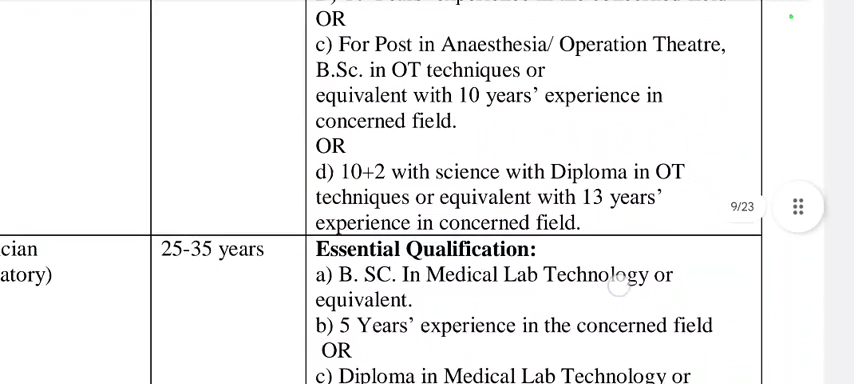 OR
c) For Post in Anaesthesia/ Operation Theatre,
B.Sc. in OT techniques or
equivalent with 10 years’ experience in
concerned field.
OR
d) 10+2 with science with Diploma in OT
techniques or equivalent with 13 years’
experience in concerned field.
9/23
cian
atory)
25-35 years
Essential Qualification:
a) B. SC. In Medical Lab Technology or
equivalent.
b) 5 Years’ experience in the concerned field
OR
c) Diploma in Medical Lab Technology or